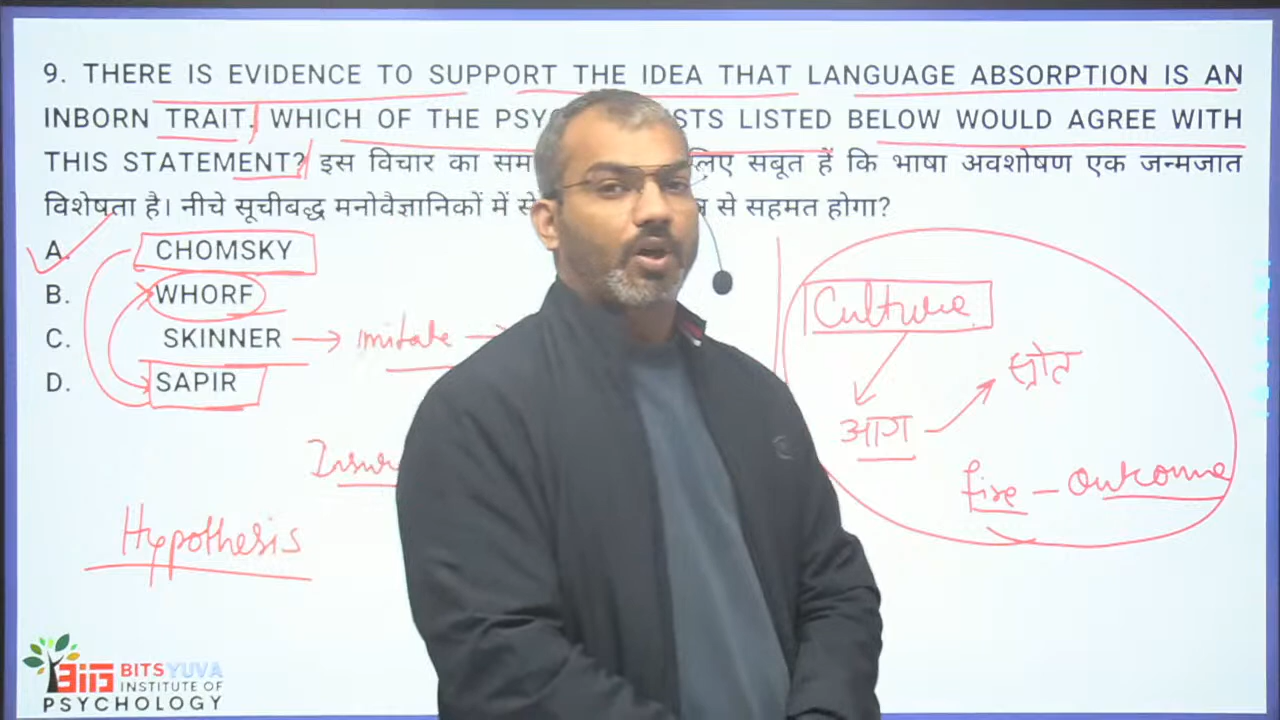 9. THERE IS EVIDENCE TO SUPPORT THE IDEA THAT LANGUAGE ABSORPTION IS AN
INBORN TRAIT. WHICH OF THE PSYC STS LISTED BELOW WOULD AGREE WITH
THIS STATEMENT? इस विचार का सम लिए सबूत हैं कि भाषा अवशोषण एक जन्मजात
विशेषता है। नीचे सूचीबद्ध मनोवैज्ञानिकों में से से सहमत होगा?
A. CHOMSKY
B. WHORF
C. SKINNER → imitate →
D. SAPIR
Culture
आग
स्रोत
fire - outcome
Hypothesis
BITS YUVA
INSTITUTE OF
PSYCHOLOGY